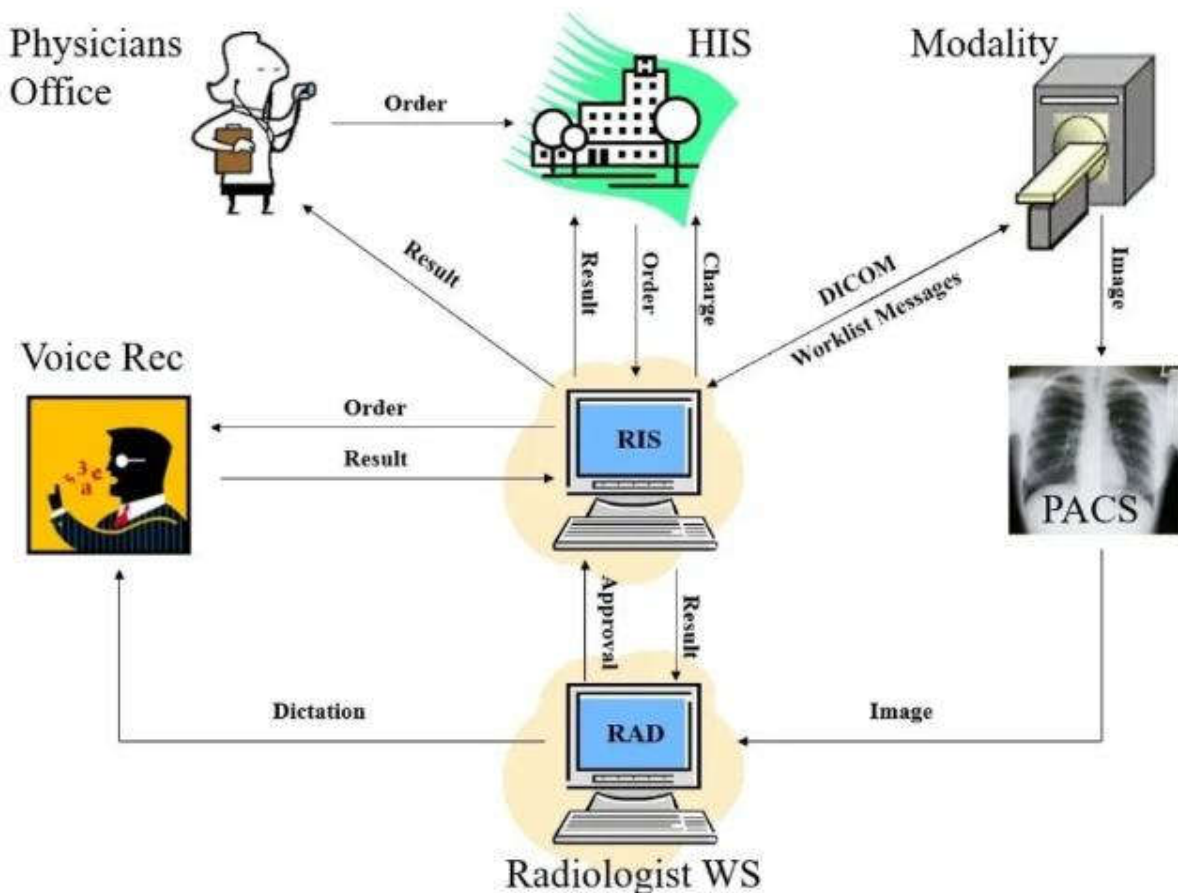 Physicians
Office
HIS
Modality
Order
Result
Result
Order
Charge
DICOM
Worklist Messages
Image
Voice Rec
Order
Result
RIS
PACS
Approval
Result
Dictation
RAD
Image
Radiologist WS